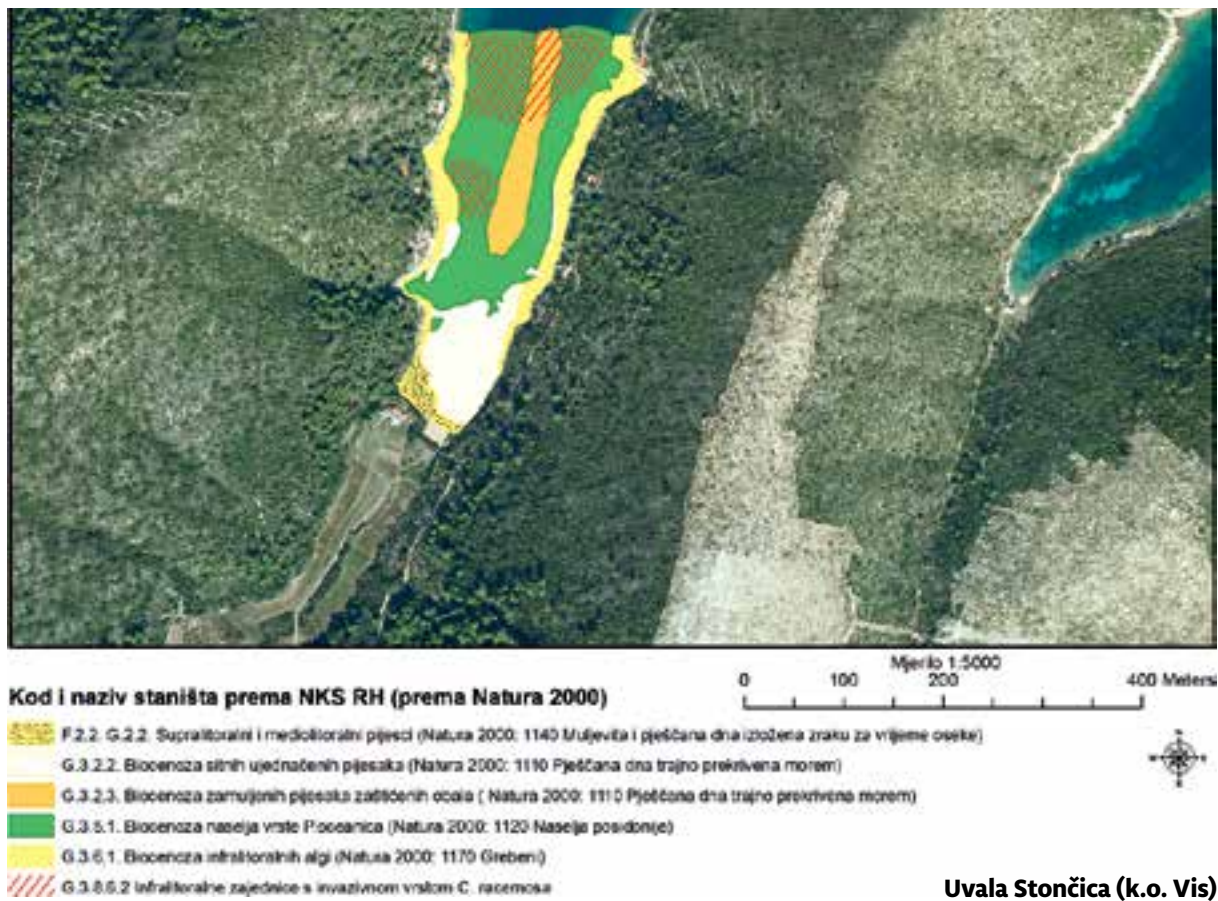 Mjerilo 1:5000
0 100 200 400 Meters
Kod i naziv staništa prema NKS RH (prema Natura 2000)
F.2.2. G.2.2. Supralitoralni i mediolitoralni pijesci (Natura 2000: 1140 Muljevita i pješčana dna izložena zraku za vrijeme oseke)
G.3.2.2. Biocenoza sitnih ujednačenih pijesaka (Natura 2000: 1110 Pješčana dna trajno prekrivena morem)
G.3.2.3. Biocenoza zamuljenih pijesaka zaštićenih obala ( Natura 2000: 1110 Pješčana dna trajno prekrivena morem)
G.3.5.1. Biocenoza naselja vrste P.oceanica (Natura 2000: 1120 Naselja posidonije)
G.3.6.1. Biocenoza infralitoralnih algi (Natura 2000: 1170 Grebeni)
G.3.8.6.2 Infralitoralne zajednice s invazivnom vrstom C. racemosa
Uvala Stončica (k.o. Vis)